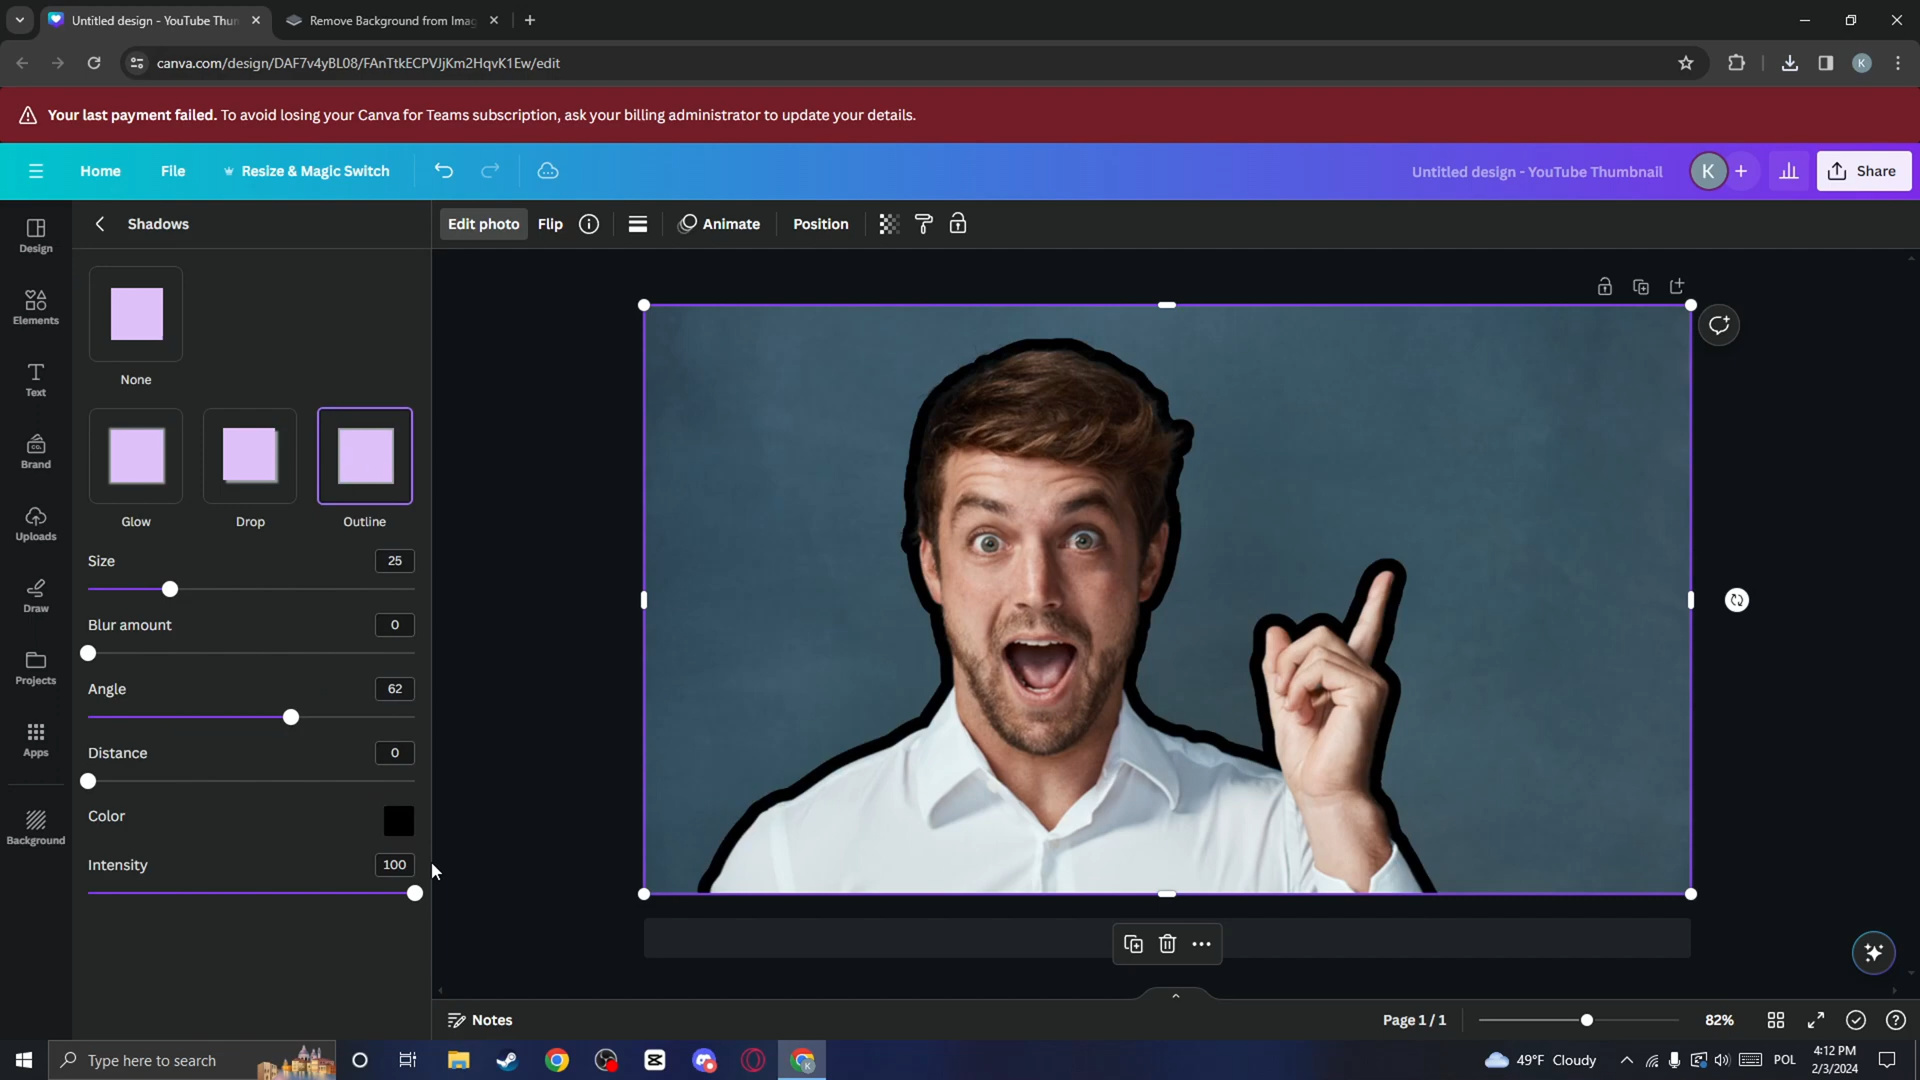 Untitled design - YouTube Thun
Remove Background from Imag
canva.com/design/DAF7v4yBL08/FAnTtkECPVJjKm2HqvK1Ew/edit
K
Your last payment failed. To avoid losing your Canva for Teams subscription, ask your billing administrator to update your details.
Home
File
Resize & Magic Switch
Untitled design - YouTube Thumbnail
K
Share
Design
Elements
Text
Brand
Uploads
Draw
Projects
Apps
Background
Shadows
Edit photo
Flip
Animate
Position
None
Glow
Drop
Outline
Size
25
Blur amount
0
Angle
62
Distance
0
Color
Intensity
100
Notes
Page 1 / 1
82%
Type here to search
49°F Cloudy
POL
4:12 PM
2/3/2024